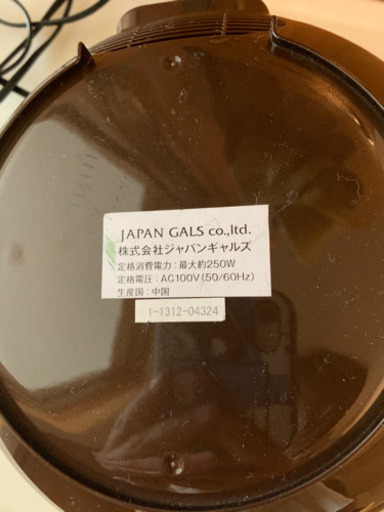 JAPAN GALS co.,ltd.
株式会社ジャパンギャルズ
定格消費電力：最大約250W
定格電圧：AC100V(50/60Hz)
生産国：中国
1-1312-04324